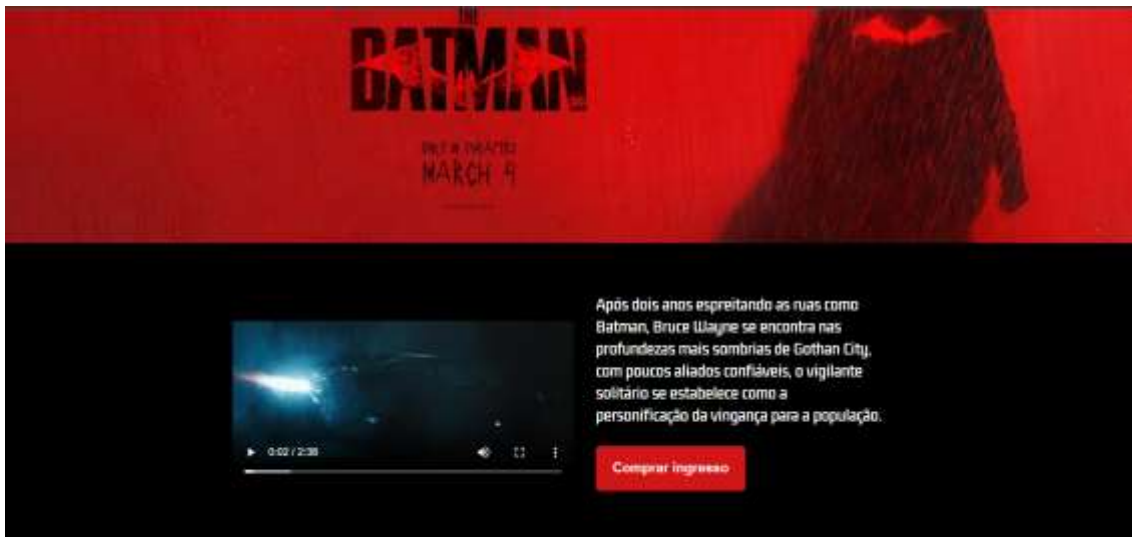 THE
BATMAN
ONLY IN THEATRES
MARCH 4
Após dois anos espreitando as ruas como
Batman, Bruce Wayne se encontra nas
profundezas mais sombrias de Gothan City,
com poucos aliados confiáveis, o vigilante
solitário se estabelece como a
personificação da vingança para a população.
0:02 / 2:38
Comprar ingresso